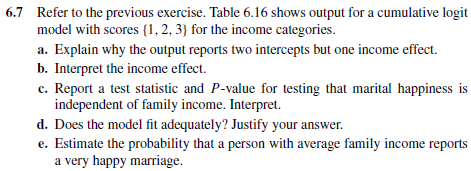 6.7 Refer to the previous exercise. Table 6.16 shows output for a cumulative logit
model with scores {1, 2, 3} for the income categories.
a. Explain why the output reports two intercepts but one income effect.
b. Interpret the income effect.
c. Report a test statistic and P-value for testing that marital happiness is
independent of family income. Interpret.
d. Does the model fit adequately? Justify your answer.
e. Estimate the probability that a person with average family income reports
a very happy marriage.